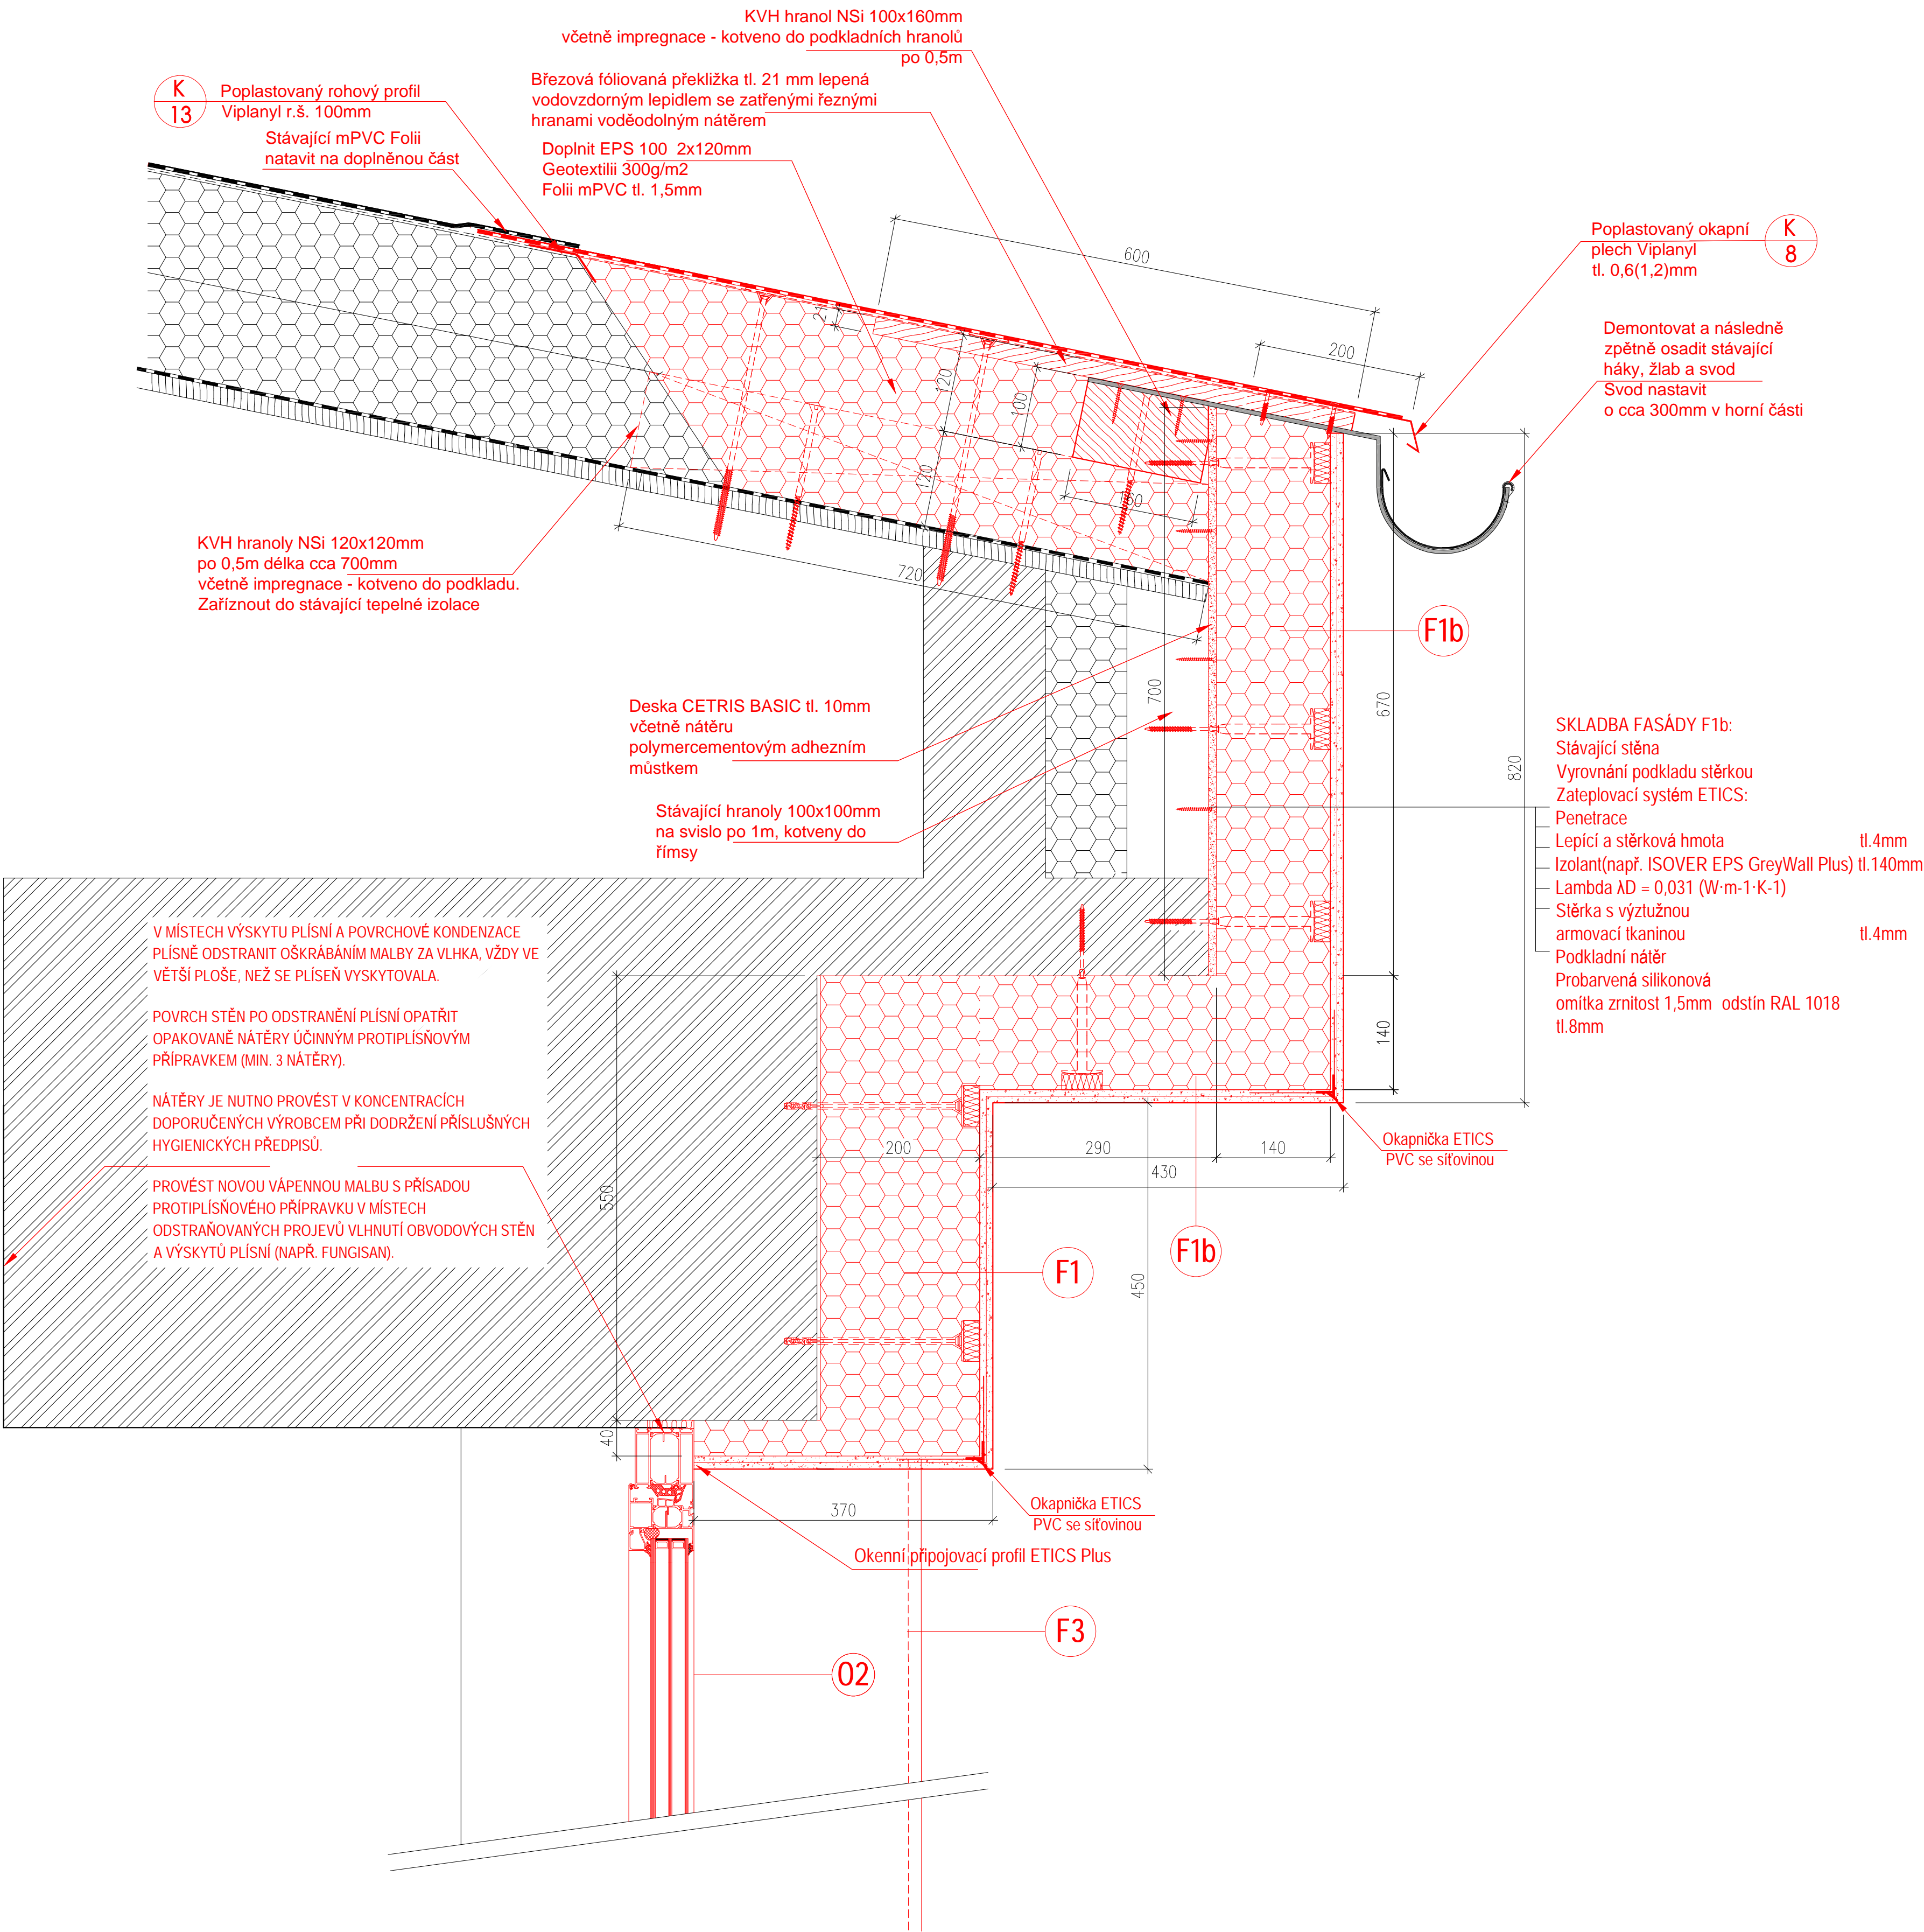 KVH hranol NSi 100x160mm
včetně impregnace - kotveno do podkladních hranolů
po 0,5m
Březová fóliovaná překližka tl. 21 mm lepená
vodovzdorným lepidlem se zatřenými řeznými
hranami voděodolným nátěrem
K
13
Poplastovaný rohový profil
Viplanyl r.š. 100mm
Stávající mPVC Folii
natavit na doplněnou část
Doplnit EPS 100 2x120mm
Geotextilii 300g/m2
Folii mPVC tl. 1,5mm
Poplastovaný okapní
plech Viplanyl
tl. 0,6(1,2)mm
K
8
Demontovat a následně
zpětně osadit stávající
háky, žlab a svod
Svod nastavit
o cca 300mm v horní části
600
200
21
120
100
120
160
720
KVH hranoly NSi 120x120mm
po 0,5m délka cca 700mm
včetně impregnace - kotveno do podkladu.
Zaříznout do stávající tepelné izolace
F1b
700
670
820
Deska CETRIS BASIC tl. 10mm
včetně nátěru
polymercementovým adhezním
můstkem
Stávající hranoly 100x100mm
na svislo po 1m, kotveny do
římsy
SKLADBA FASÁDY F1b:
Stávající stěna
Vyrovnání podkladu stěrkou
Zateplovací systém ETICS:
Penetrace
Lepící a stěrková hmota tl.4mm
Izolant(např. ISOVER EPS GreyWall Plus) tl.140mm
Lambda λD = 0,031 (W·m-1·K-1)
Stěrka s výztužnou
armovací tkaninou tl.4mm
Podkladní nátěr
Probarvená silikonová
omítka zrnitost 1,5mm odstín RAL 1018
tl.8mm
V MÍSTECH VÝSKYTU PLÍSNÍ A POVRCHOVÉ KONDENZACE
PLÍSNĚ ODSTRANIT OŠKRÁBÁNÍM MALBY ZA VLHKA, VŽDY VE
VĚTŠÍ PLOŠE, NEŽ SE PLÍSEŇ VYSKYTOVALA.
POVRCH STĚN PO ODSTRANĚNÍ PLÍSNÍ OPATŘIT
OPAKOVANĚ NÁTĚRY ÚČINNÝM PROTIPLÍSŇOVÝM
PŘÍPRAVKEM (MIN. 3 NÁTĚRY).
NÁTĚRY JE NUTNO PROVÉST V KONCENTRACÍCH
DOPORUČENÝCH VÝROBCEM PŘI DODRŽENÍ PŘÍSLUŠNÝCH
HYGIENICKÝCH PŘEDPISŮ.
PROVÉST NOVOU VÁPENNOU MALBU S PŘÍSADOU
PROTIPLÍSŇOVÉHO PŘÍPRAVKU V MÍSTECH
ODSTRAŇOVANÝCH PROJEVŮ VLHNUTÍ OBVODOVÝCH STĚN
A VÝSKYTŮ PLÍSNÍ (NAPŘ. FUNGISAN).
140
200
290
140
430
550
450
40
370
Okapnička ETICS
PVC se síťovinou
F1b
F1
Okapnička ETICS
PVC se síťovinou
Okenní připojovací profil ETICS Plus
F3
O2